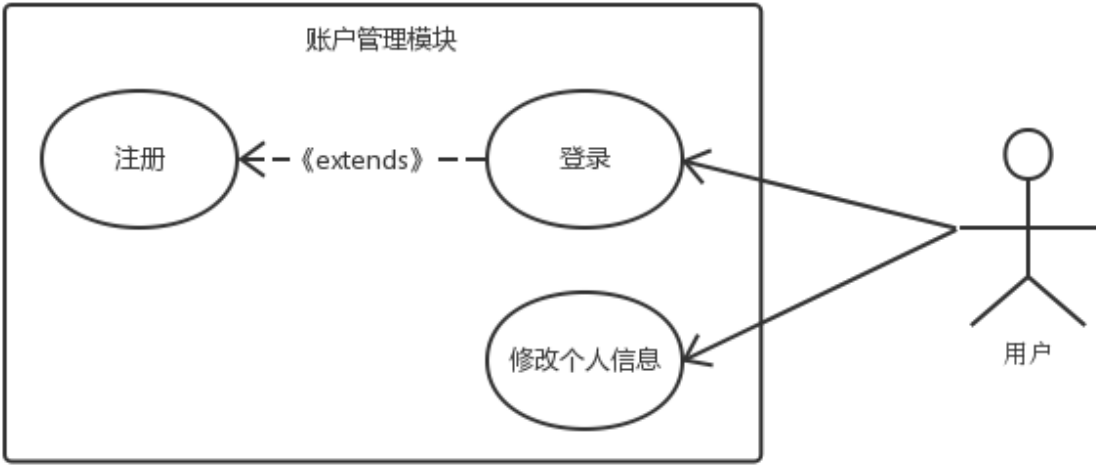 账户管理模块
注册
《extends》
登录
修改个人信息
用户